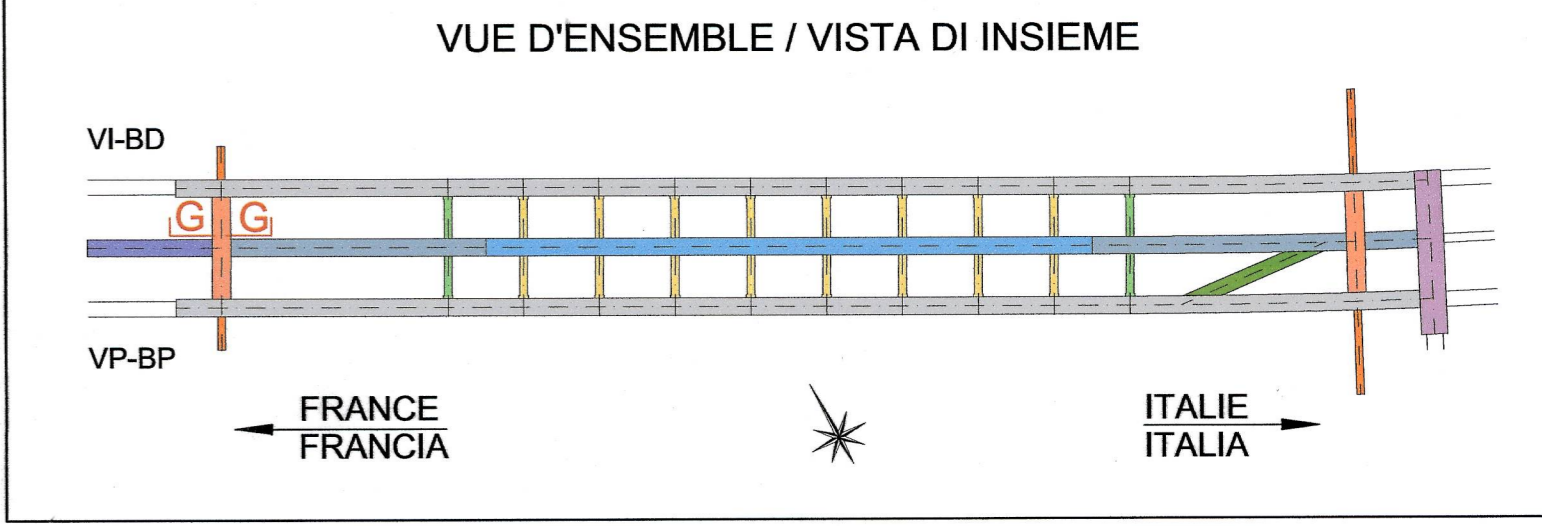 VUE D'ENSEMBLE / VISTA DI INSIEME
VI-BD
G G
VP-BP
FRANCE
FRANCIA
ITALIE
ITALIA